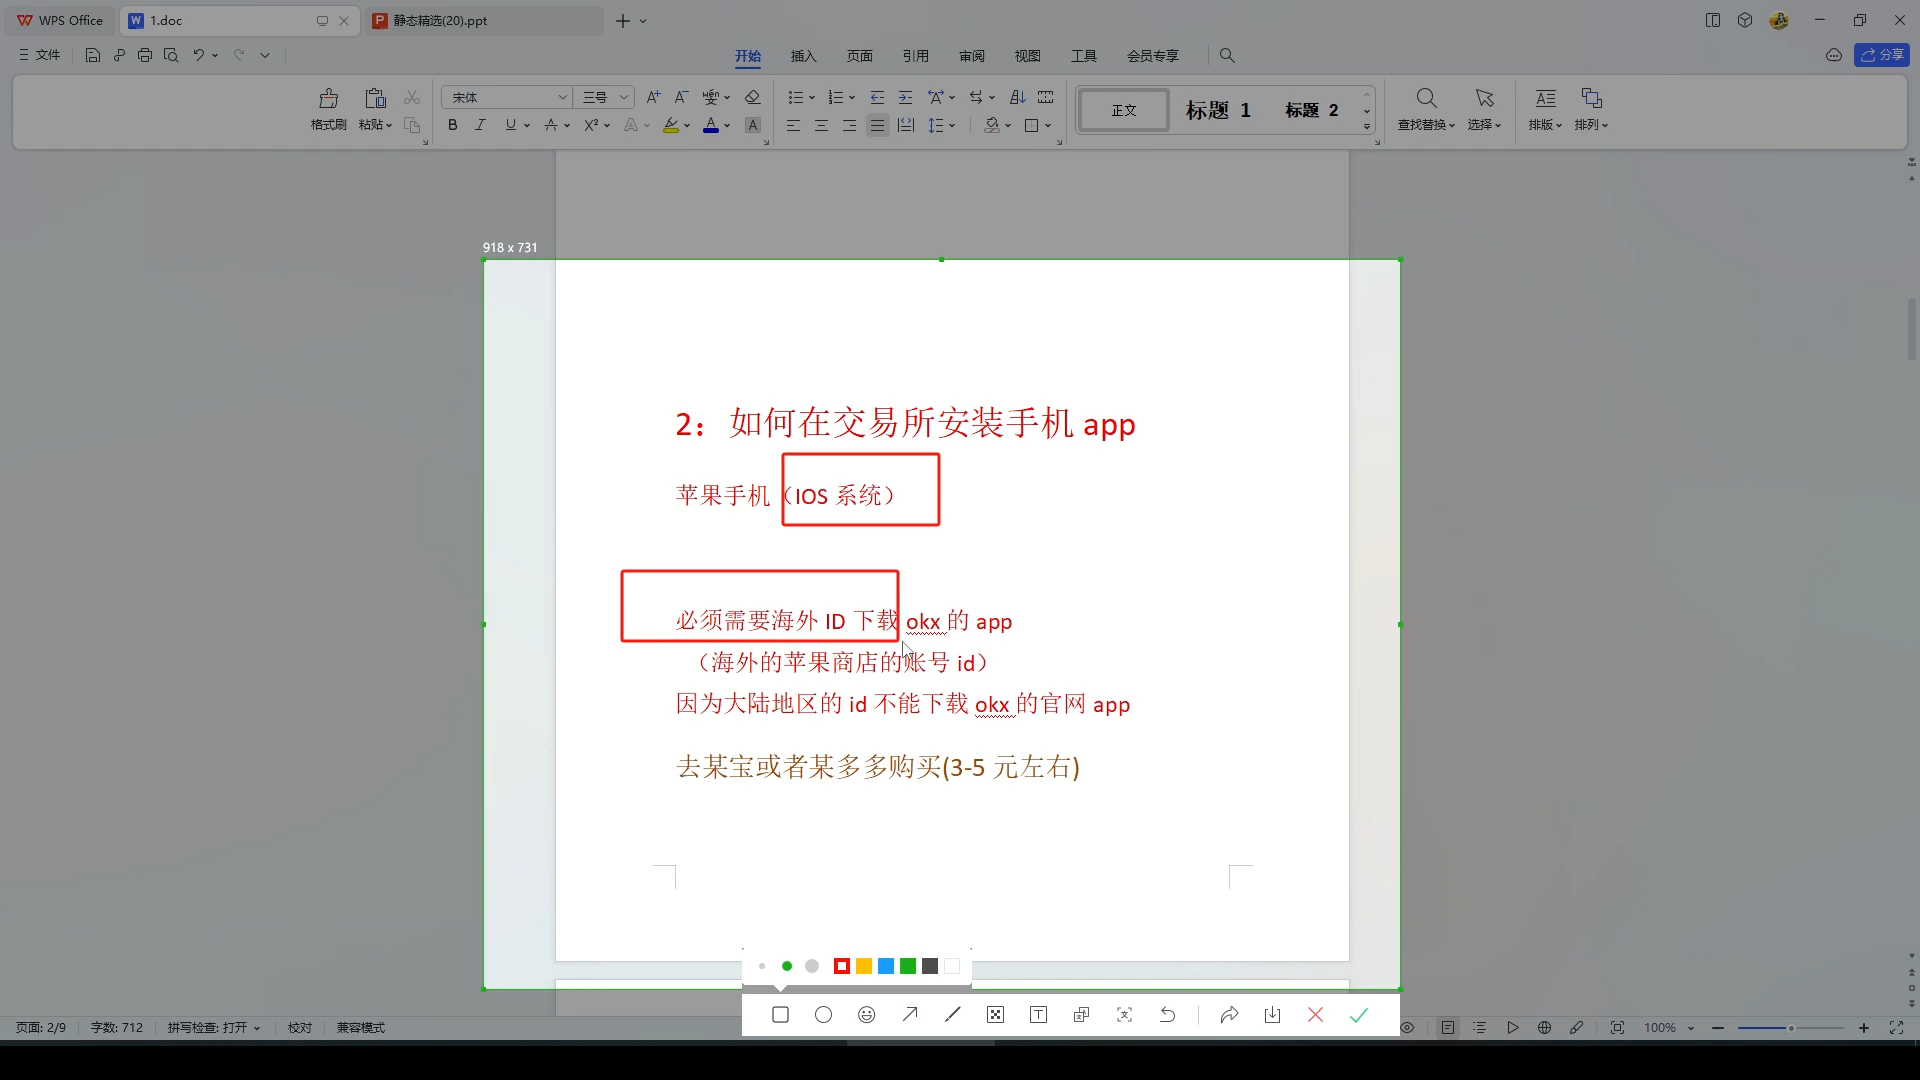 WPS Office
1.doc
静态精选(20).ppt
文件
开始
插入
页面
引用
审阅
视图
工具
会员专享
分享
格式刷
粘贴
宋体
三号
正文
标题 1
标题 2
查找替换
选择
排版
排列
918 x 731
2：如何在交易所安装手机 app
苹果手机（IOS 系统）
必须需要海外 ID 下载 okx 的 app
（海外的苹果商店的账号 id）
因为大陆地区的 id 不能下载 okx 的官网 app
去某宝或者某多多购买(3-5 元左右)
页面: 2/9
字数: 712
拼写检查: 打开
校对
兼容模式
100%